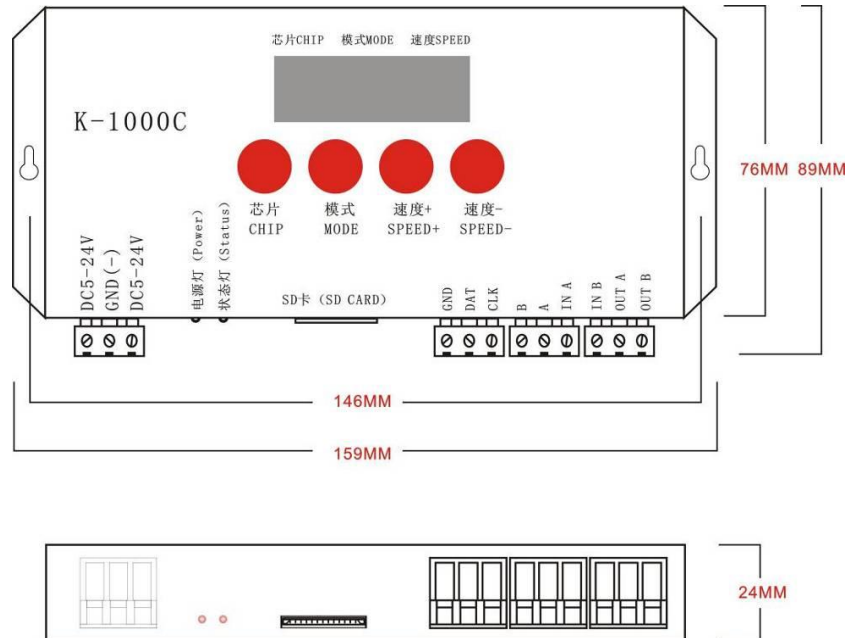 芯片CHIP 模式MODE 速度SPEED
K-1000C
芯片
CHIP
模式
MODE
速度+
SPEED+
速度-
SPEED-
DC5-24V
GND(-)
DC5-24V
电源灯(Power)
状态灯(Status)
SD卡(SD CARD)
GND
DAT
CLK
B
A
IN A
IN B
OUT A
OUT B
76MM
89MM
146MM
159MM
24MM